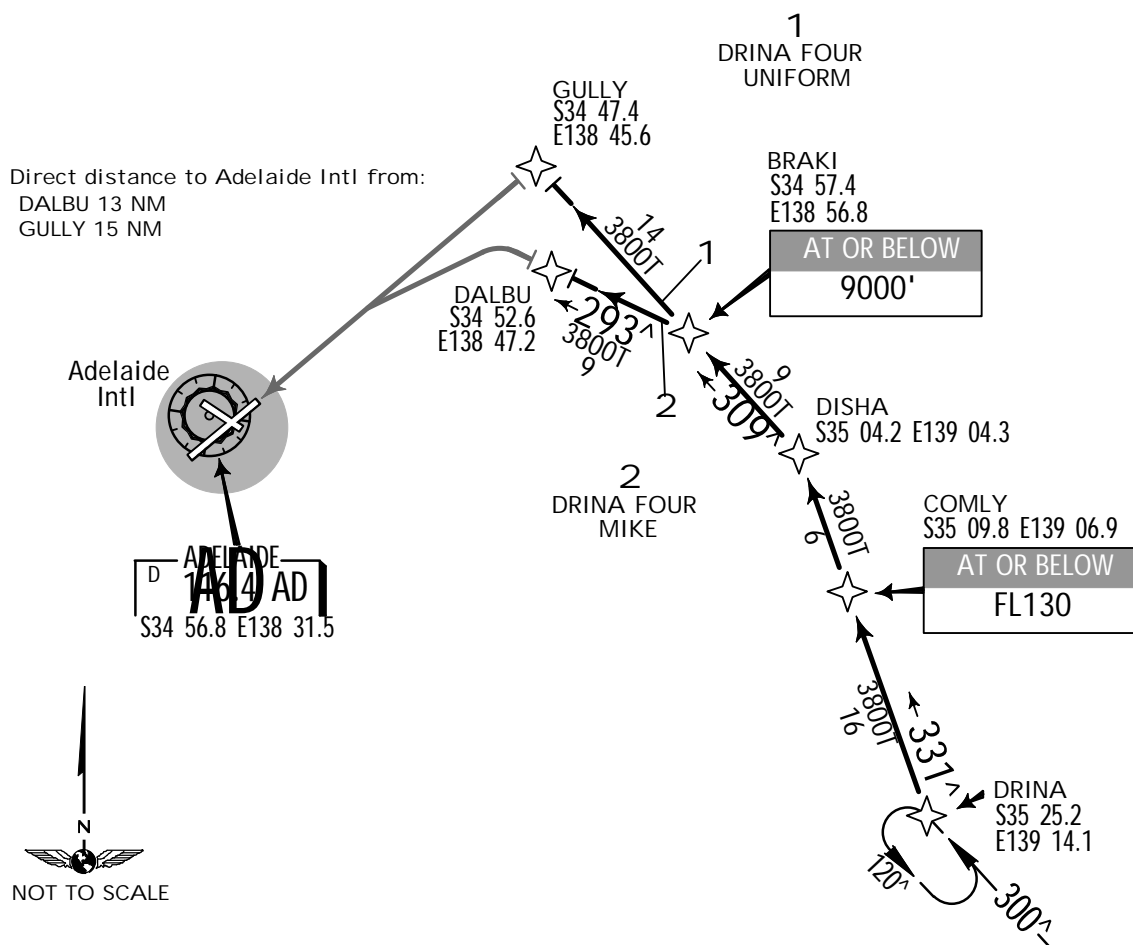 1
DRINA FOUR
UNIFORM
GULLY
S34 47.4
E138 45.6
Direct distance to Adelaide Intl from:
DALBU 13 NM
GULLY 15 NM
BRAKI
S34 57.4
E138 56.8
AT OR BELOW
9000'
14
3800T
1
DALBU
S34 52.6
E138 47.2
293^
3800T
9
2
9
3800T
309^
DISHA
S35 04.2 E139 04.3
Adelaide
Intl
2
DRINA FOUR
MIKE
3800T
6
COMLY
S35 09.8 E139 06.9
AT OR BELOW
FL130
ADELAIDE
D
116.4 AD
AD
S34 56.8 E138 31.5
3800T
16
331^
DRINA
S35 25.2
E139 14.1
120^
300^
N
NOT TO SCALE